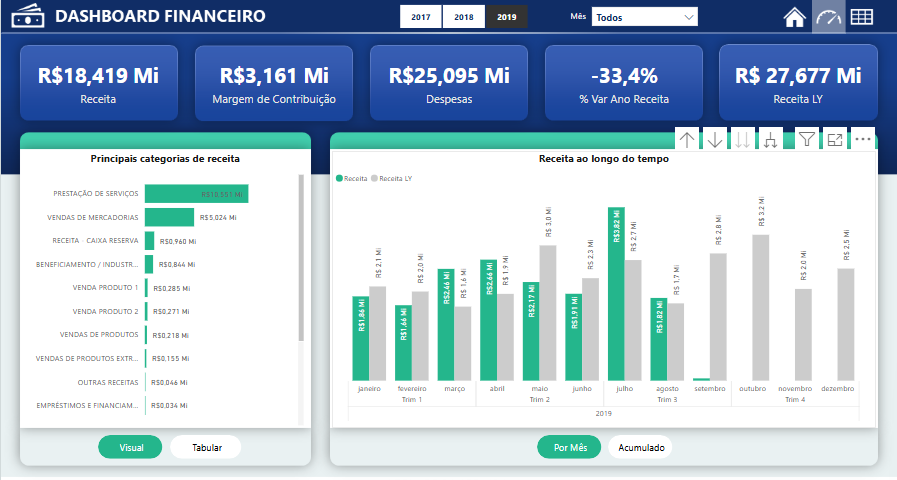 DASHBOARD FINANCEIRO
2017 2018 2019
Mês Todos
R$18,419 Mi
Receita
R$3,161 Mi
Margem de Contribuição
R$25,095 Mi
Despesas
-33,4%
% Var Ano Receita
R$ 27,677 Mi
Receita LY
Principais categorias de receita
PRESTAÇÃO DE SERVIÇOS R$10,551 Mi
VENDAS DE MERCADORIAS R$5,024 Mi
RECEITA - CAIXA RESERVA R$0,960 Mi
BENEFICIAMENTO / INDUSTR... R$0,844 Mi
VENDA PRODUTO 1 R$0,285 Mi
VENDA PRODUTO 2 R$0,271 Mi
VENDAS DE PRODUTOS R$0,218 Mi
VENDAS DE PRODUTOS EXTR... R$0,155 Mi
OUTRAS RECEITAS R$0,046 Mi
EMPRÉSTIMOS E FINANCIAM... R$0,034 Mi
Visual Tabular
Receita ao longo do tempo
Receita Receita LY
R$1,86 Mi R$ 2,1 Mi
R$1,66 Mi R$ 2,0 Mi
R$2,46 Mi R$ 1,6 Mi
R$2,66 Mi R$ 1,9 Mi
R$2,17 Mi R$ 3,0 Mi
R$1,91 Mi R$ 2,3 Mi
R$3,82 Mi R$ 2,7 Mi
R$1,82 Mi R$ 1,7 Mi
R$ 2,8 Mi
R$ 3,2 Mi
R$ 2,0 Mi
R$ 2,5 Mi
janeiro fevereiro março abril maio junho julho agosto setembro outubro novembro dezembro
Trim 1 Trim 2 Trim 3 Trim 4
2019
Por Mês Acumulado